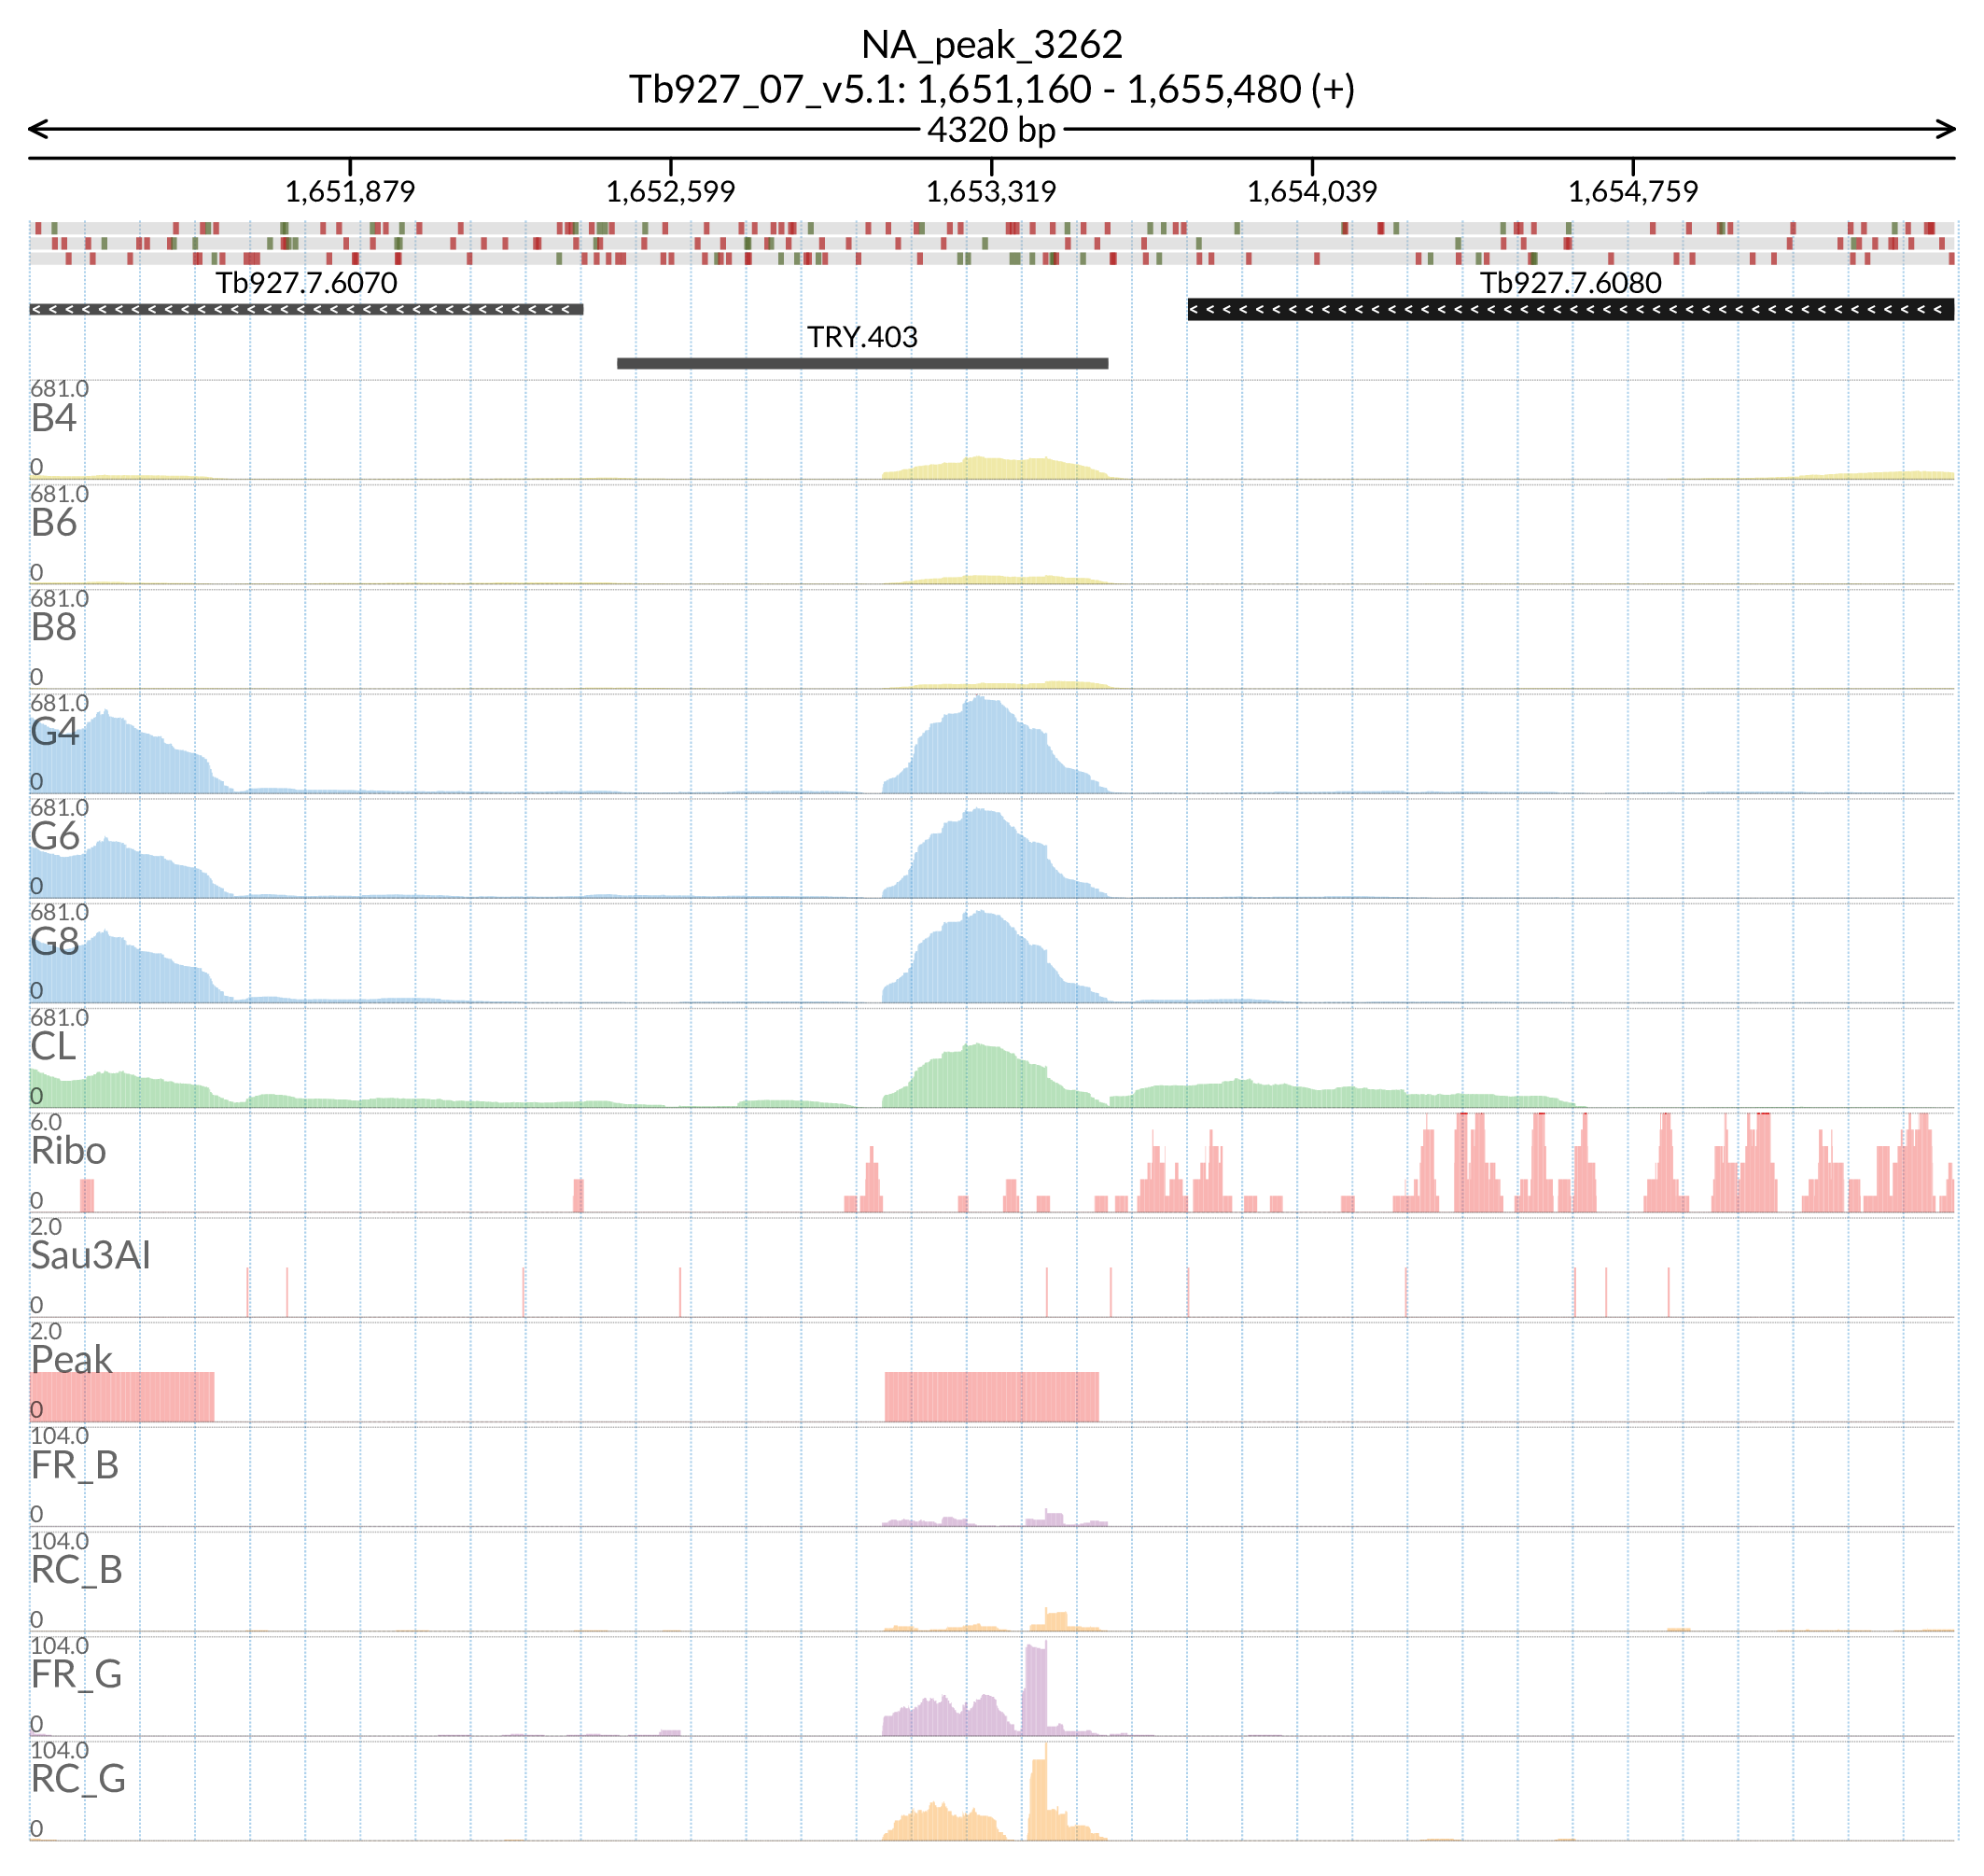 NA_peak_3262
Tb927_07_v5.1: 1,651,160 - 1,655,480 (+)
4320 bp
1,651,879 1,652,599 1,653,319 1,654,039 1,654,759
Tb927.7.6070 Tb927.7.6080
TRY.403
681.0
B4
0
681.0
B6
0
681.0
B8
0
681.0
G4
0
681.0
G6
0
681.0
G8
0
681.0
CL
0
6.0
Ribo
0
2.0
Sau3AI
0
2.0
Peak
0
104.0
FR_B
0
104.0
RC_B
0
104.0
FR_G
0
104.0
RC_G
0